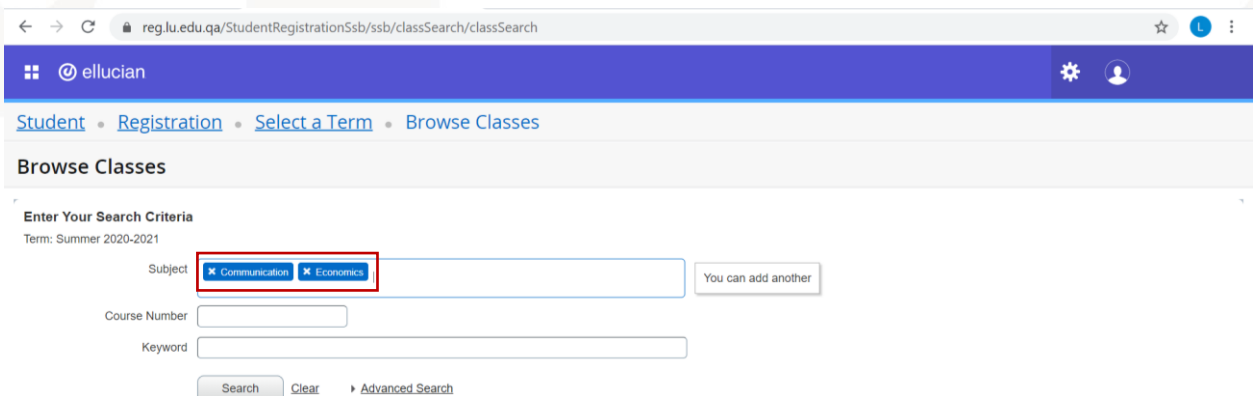 reg.lu.edu.qa/StudentRegistrationSsb/ssb/classSearch/classSearch
L
ellucian
Student • Registration • Select a Term • Browse Classes
Browse Classes
Enter Your Search Criteria
Term: Summer 2020-2021
Subject × Communication × Economics You can add another
Course Number
Keyword
Search Clear Advanced Search